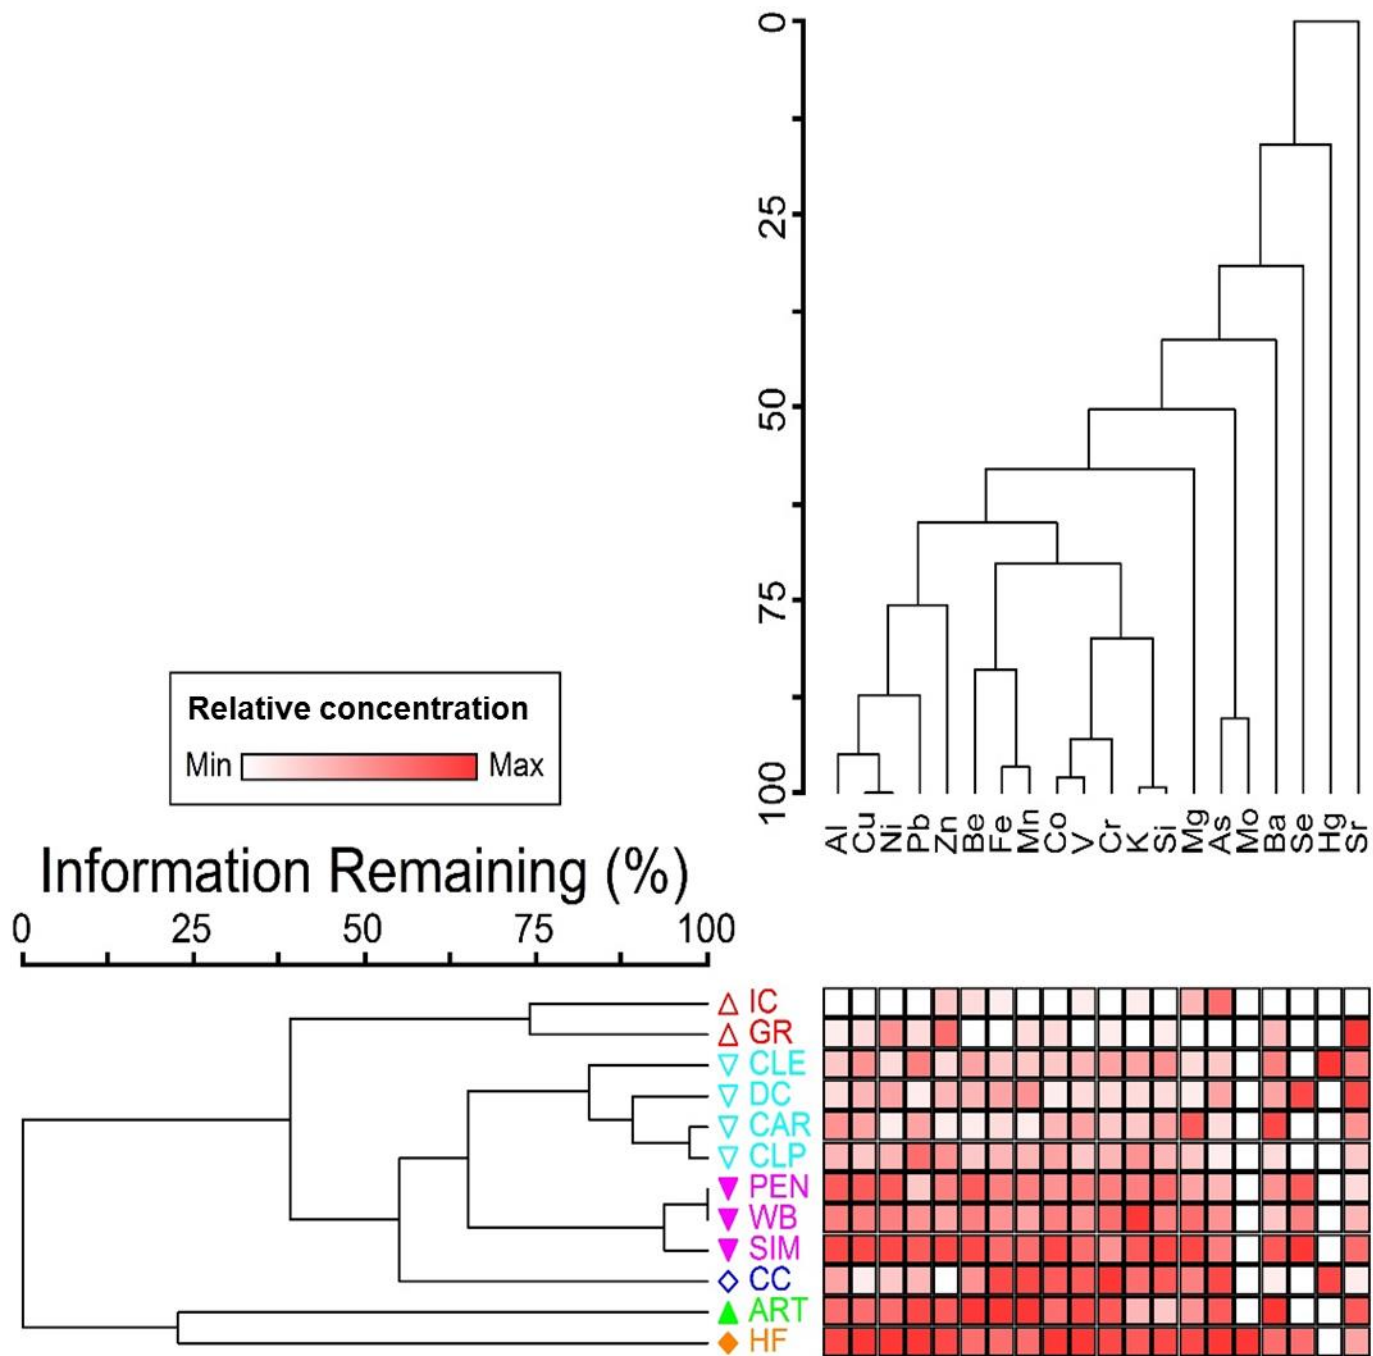 0
25
50
75
100
Al Cu Ni Pb Zn Be Fe Mn Co V Cr K Si Mg As Mo Ba Se Hg Sr
Relative concentration
Min Max
Information Remaining (%)
0 25 50 75 100
IC
GR
CLE
DC
CAR
CLP
PEN
WB
SIM
CC
ART
HF